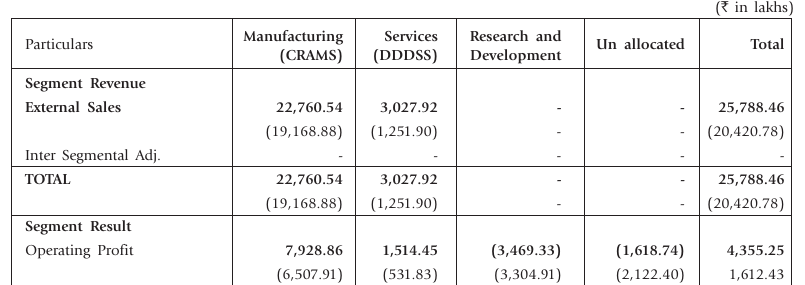 (₹ in lakhs)
Particulars Manufacturing (CRAMS) Services (DDDSS) Research and Development Un allocated Total
Segment Revenue
External Sales 22,760.54 3,027.92 - - 25,788.46
(19,168.88) (1,251.90) - - (20,420.78)
Inter Segmental Adj. - - - - -
TOTAL 22,760.54 3,027.92 - - 25,788.46
(19,168.88) (1,251.90) - - (20,420.78)
Segment Result
Operating Profit 7,928.86 1,514.45 (3,469.33) (1,618.74) 4,355.25
(6,507.91) (531.83) (3,304.91) (2,122.40) 1,612.43